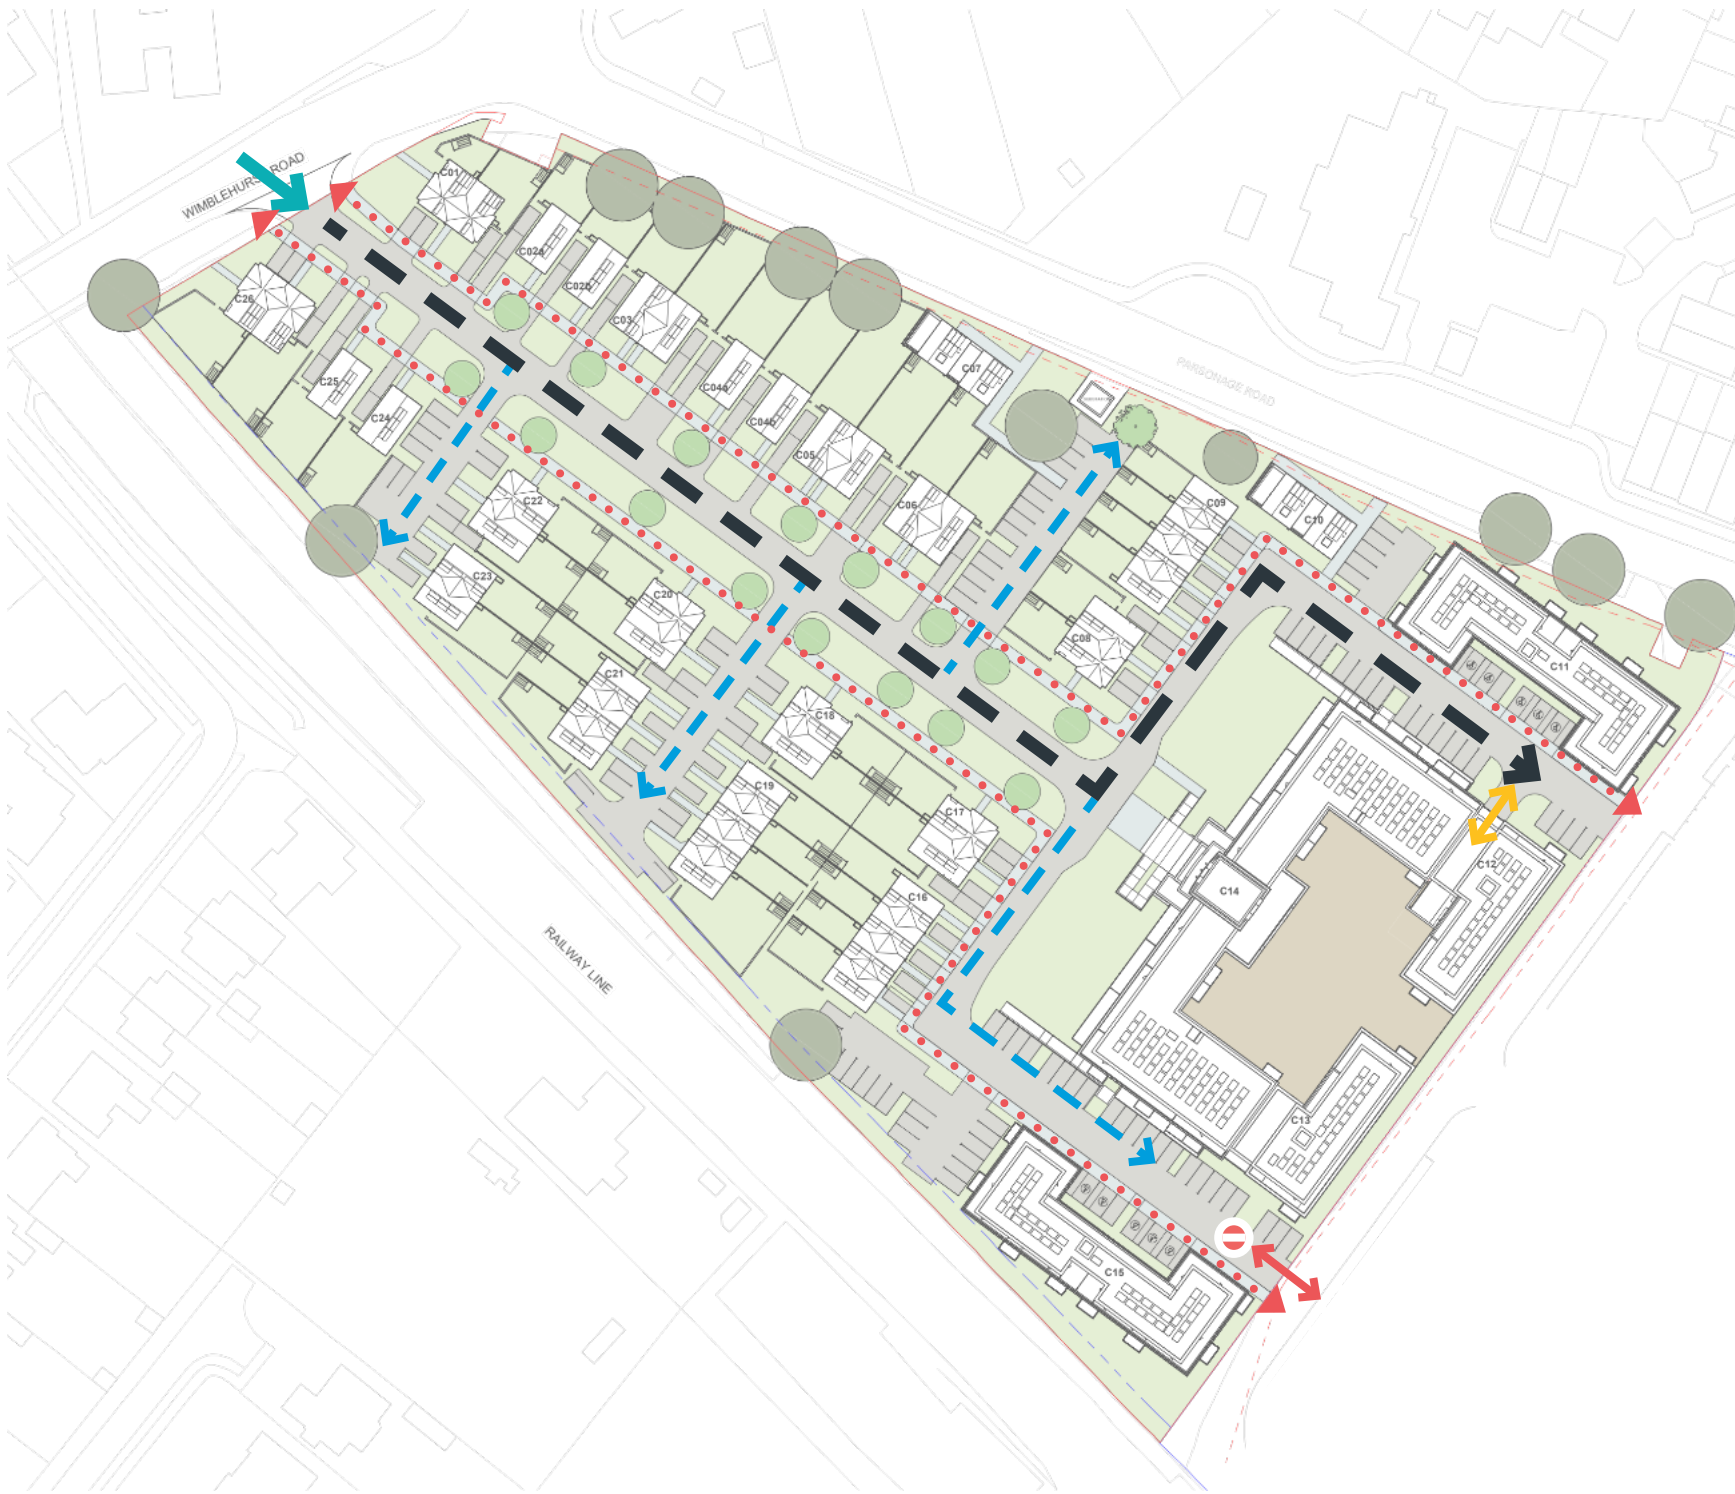 WIMBLEHURST ROAD
C01
C02a
C02b
C26
C03
C25
C24
C04a
C04b
C07
PARSONAGE ROAD
C05
C06
C22
C09
C10
C23
C20
C08
C11
C21
C18
C19
C17
C12
C14
C16
RAILWAY LINE
C13
C15